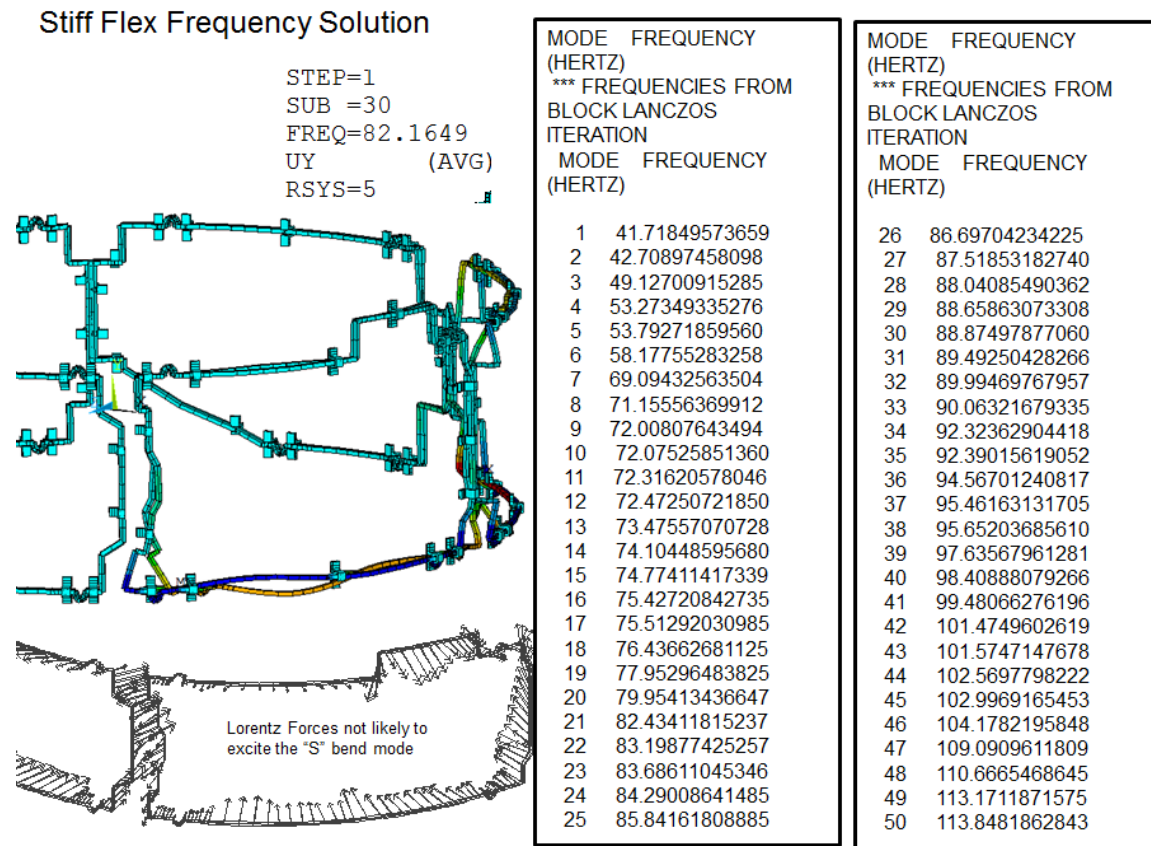 Stiff Flex Frequency Solution
STEP=1
SUB =30
FREQ=82.1649
UY (AVG)
RSYS=5
Lorentz Forces not likely to
excite the “S” bend mode
MODE FREQUENCY
(HERTZ)
*** FREQUENCIES FROM
BLOCK LANCZOS
ITERATION
MODE FREQUENCY
(HERTZ)
1 41.71849573659
2 42.70897458098
3 49.12700915285
4 53.27349335276
5 53.79271859560
6 58.17755283258
7 69.09432563504
8 71.15556369912
9 72.00807643494
10 72.07525851360
11 72.31620578046
12 72.47250721850
13 73.47557070728
14 74.10448595680
15 74.77411417339
16 75.42720842735
17 75.51292030985
18 76.43662681125
19 77.95296483825
20 79.95413436647
21 82.43411815237
22 83.19877425257
23 83.68611045346
24 84.29008641485
25 85.84161808885
MODE FREQUENCY
(HERTZ)
*** FREQUENCIES FROM
BLOCK LANCZOS
ITERATION
MODE FREQUENCY
(HERTZ)
26 86.69704234225
27 87.51853182740
28 88.04085490362
29 88.65863073308
30 88.87497877060
31 89.49250428266
32 89.99469767957
33 90.06321679335
34 92.32362904418
35 92.39015619052
36 94.56701240817
37 95.46163131705
38 95.65203685610
39 97.63567961281
40 98.40888079266
41 99.48066276196
42 101.4749602619
43 101.5747147678
44 102.5697798222
45 102.9969165453
46 104.1782195848
47 109.0909611809
48 110.6665468645
49 113.1711871575
50 113.8481862843